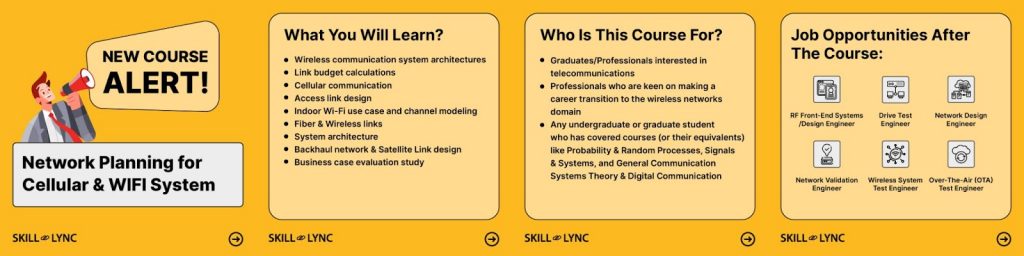 NEW COURSE
ALERT!
Network Planning for
Cellular & WIFI System
SKILL LYNC
What You Will Learn?
Wireless communication system architectures
Link budget calculations
Cellular communication
Access link design
Indoor Wi-Fi use case and channel modeling
Fiber & Wireless links
System architecture
Backhaul network & Satellite Link design
Business case evaluation study
SKILL LYNC
Who Is This Course For?
Graduates/Professionals interested in
telecommunications
Professionals who are keen on making a
career transition to the wireless networks
domain
Any undergraduate or graduate student
who has covered courses (or their equivalents)
like Probability & Random Processes, Signals
& Systems, and General Communication
Systems Theory & Digital Communication
SKILL LYNC
Job Opportunities After
The Course:
RF Front-End Systems
/Design Engineer
Drive Test
Engineer
Network Design
Engineer
Network Validation
Engineer
Wireless System
Test Engineer
Over-The-Air (OTA)
Test Engineer
SKILL LYNC